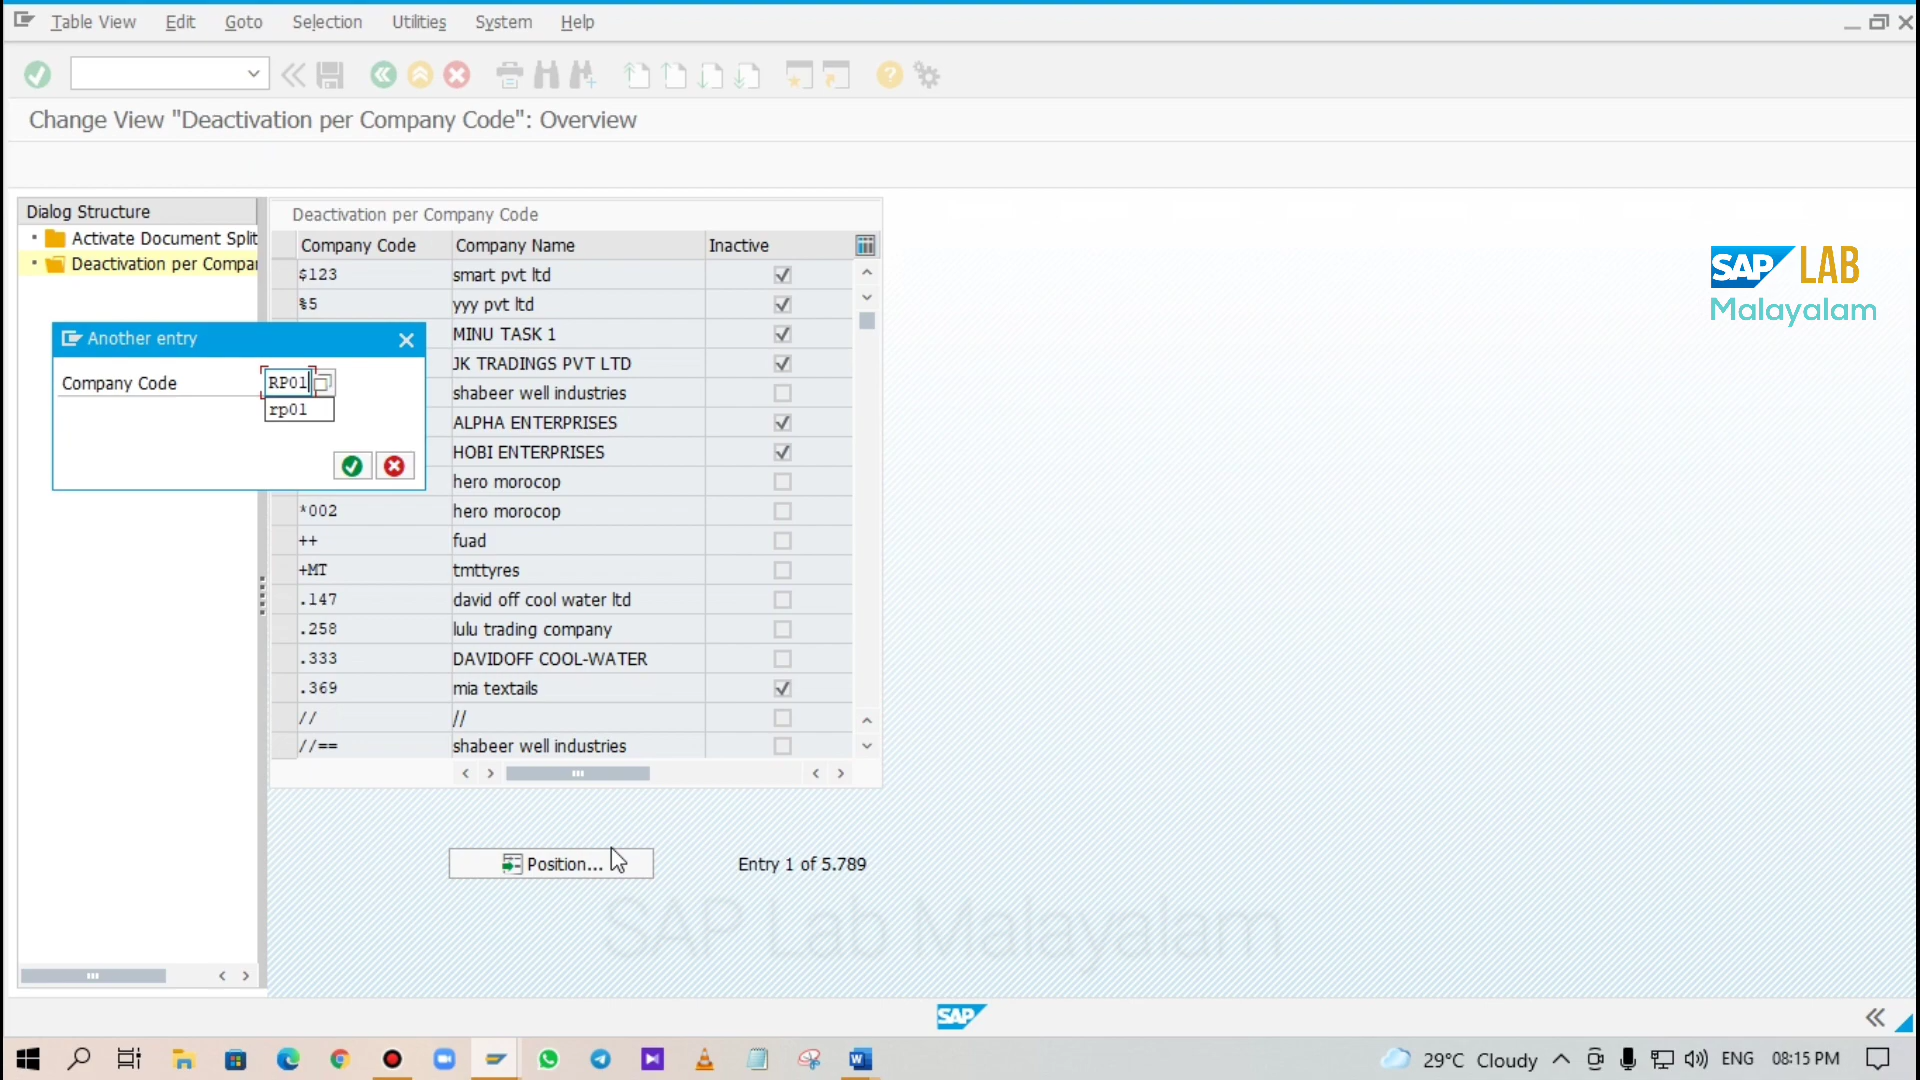 Table View Edit Goto Selection Utilities System Help
Change View "Deactivation per Company Code": Overview
Dialog Structure
Activate Document Split
Deactivation per Compar
Deactivation per Company Code
Company Code Company Name Inactive
$123 smart pvt ltd
%5 yyy pvt ltd
MINU TASK 1
JK TRADINGS PVT LTD
shabeer well industries
ALPHA ENTERPRISES
HOBI ENTERPRISES
hero morocop
*002 hero morocop
++ fuad
+MT tmttyres
.147 david off cool water ltd
.258 lulu trading company
.333 DAVIDOFF COOL-WATER
.369 mia textails
// //
//== shabeer well industries
Another entry
Company Code RP01
rp01
Position... Entry 1 of 5.789
SAP LAB
Malayalam
SAP Lab Malayalam
SAP
29°C Cloudy ENG 08:15 PM